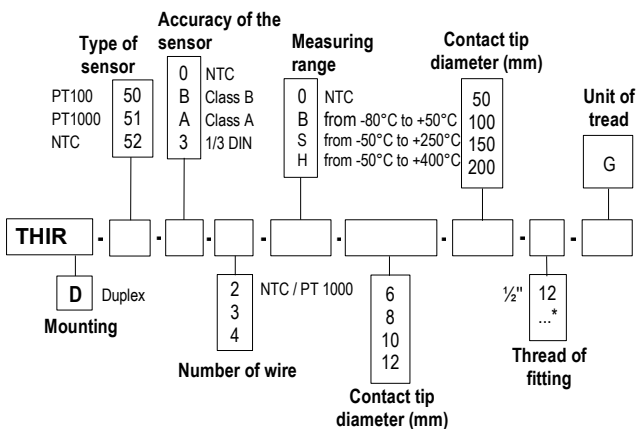 Accuracy of the
sensor
Type of
sensor
Measuring
range
Contact tip
diameter (mm)
Unit of
tread
PT100 50
PT1000 51
NTC 52
0 NTC
B Class B
A Class A
3 1/3 DIN
0 NTC
B from -80°C to +50°C
S from -50°C to +250°C
H from -50°C to +400°C
50
100
150
200
G
THIR - - - - - - - -
D Duplex
Mounting
2 NTC / PT 1000
3
4
Number of wire
6
8
10
12
Contact tip
diameter (mm)
½" 12
...*
Thread of
fitting